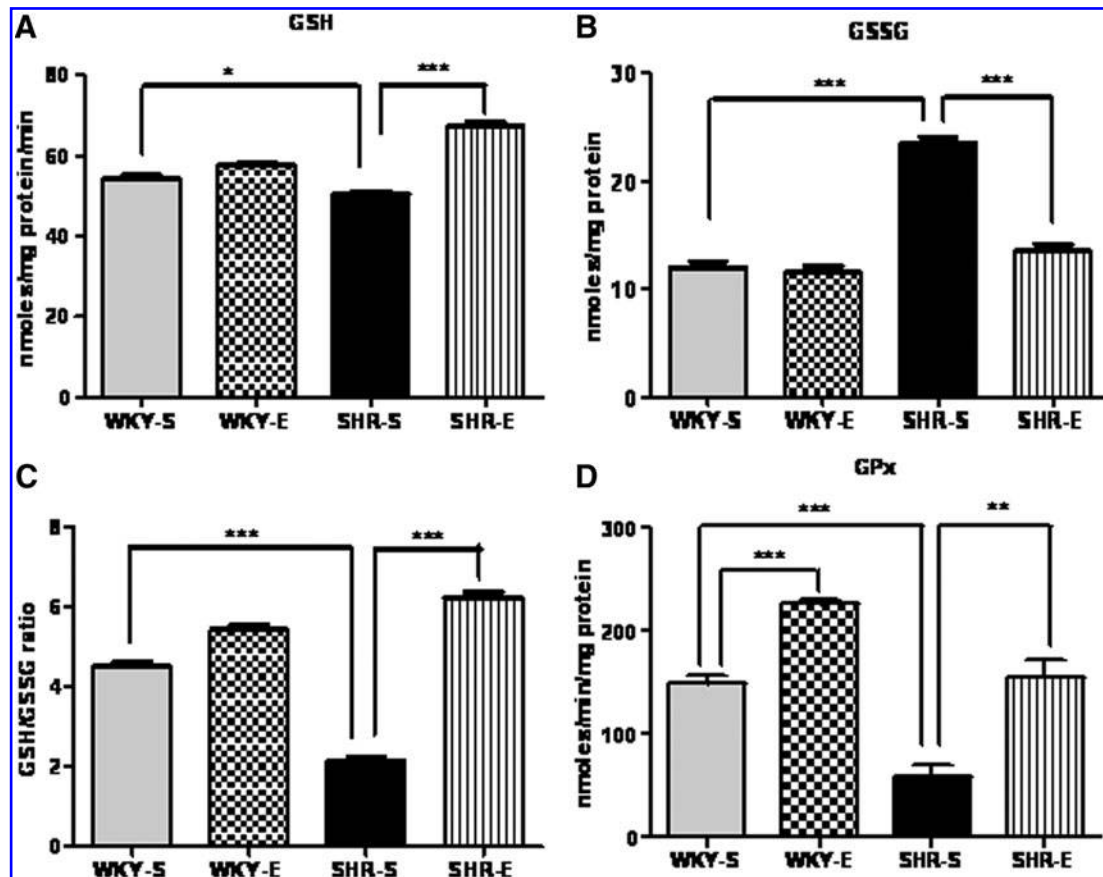 A
GSH
nmoles/mg protein/min
80
60
40
20
0
*
***
WKY-S WKY-E SHR-S SHR-E
B
GSSG
nmoles/mg protein
30
20
10
0
***
***
WKY-S WKY-E SHR-S SHR-E
C
GSH/GSSG ratio
8
6
4
2
0
***
***
WKY-S WKY-E SHR-S SHR-E
D
GPx
nmoles/min/mg protein
300
200
100
0
***
**
***
WKY-S WKY-E SHR-S SHR-E